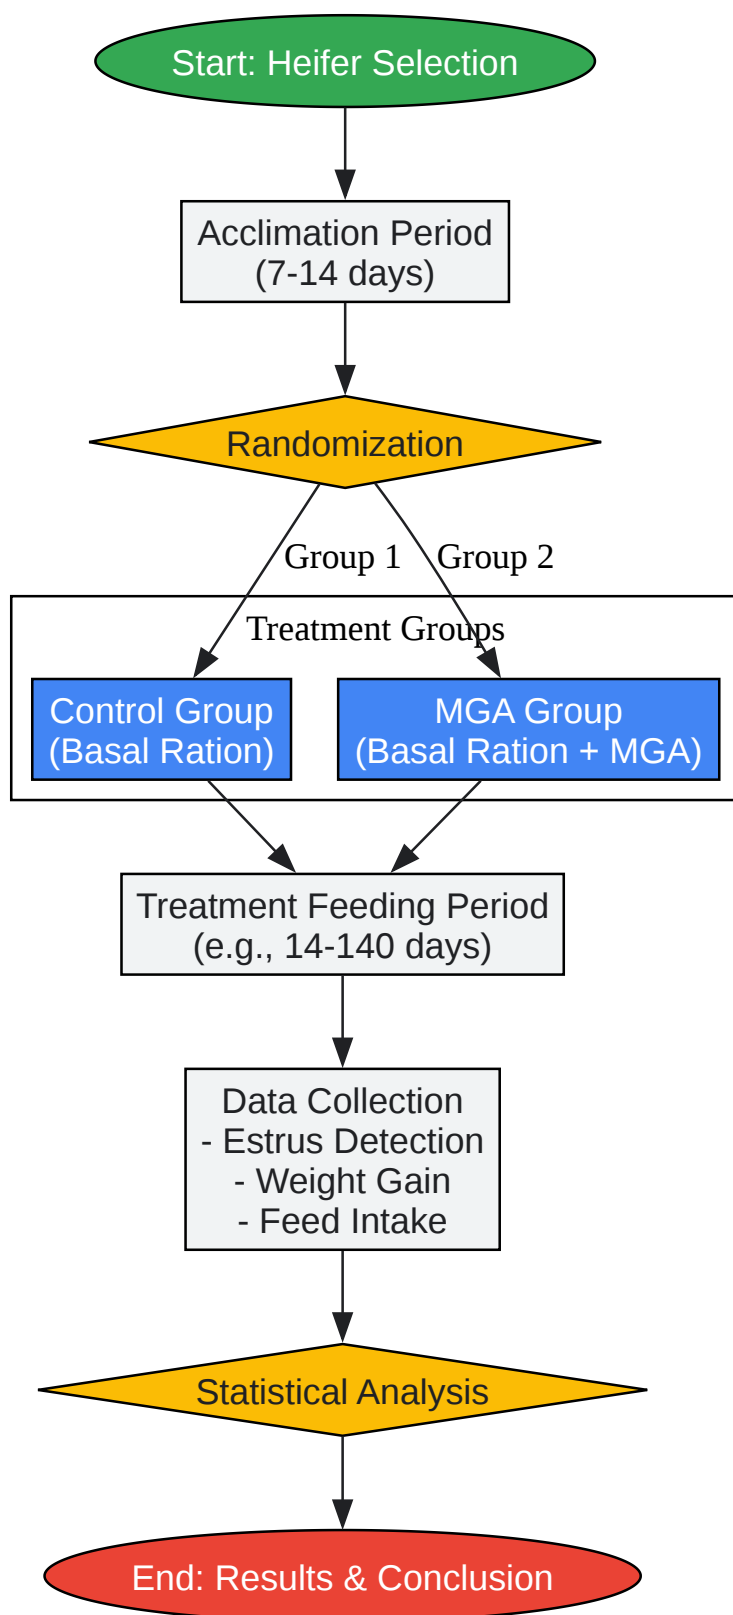 Start: Heifer Selection
Acclimation Period
(7-14 days)
Randomization
Group 1
Group 2
Treatment Groups
Control Group
(Basal Ration)
MGA Group
(Basal Ration + MGA)
Treatment Feeding Period
(e.g., 14-140 days)
Data Collection
- Estrus Detection
- Weight Gain
- Feed Intake
Statistical Analysis
End: Results & Conclusion